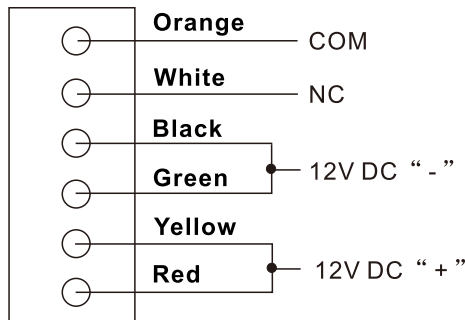 Orange
COM
White
NC
Black
12V DC “ - ”
Green
Yellow
12V DC “ + ”
Red